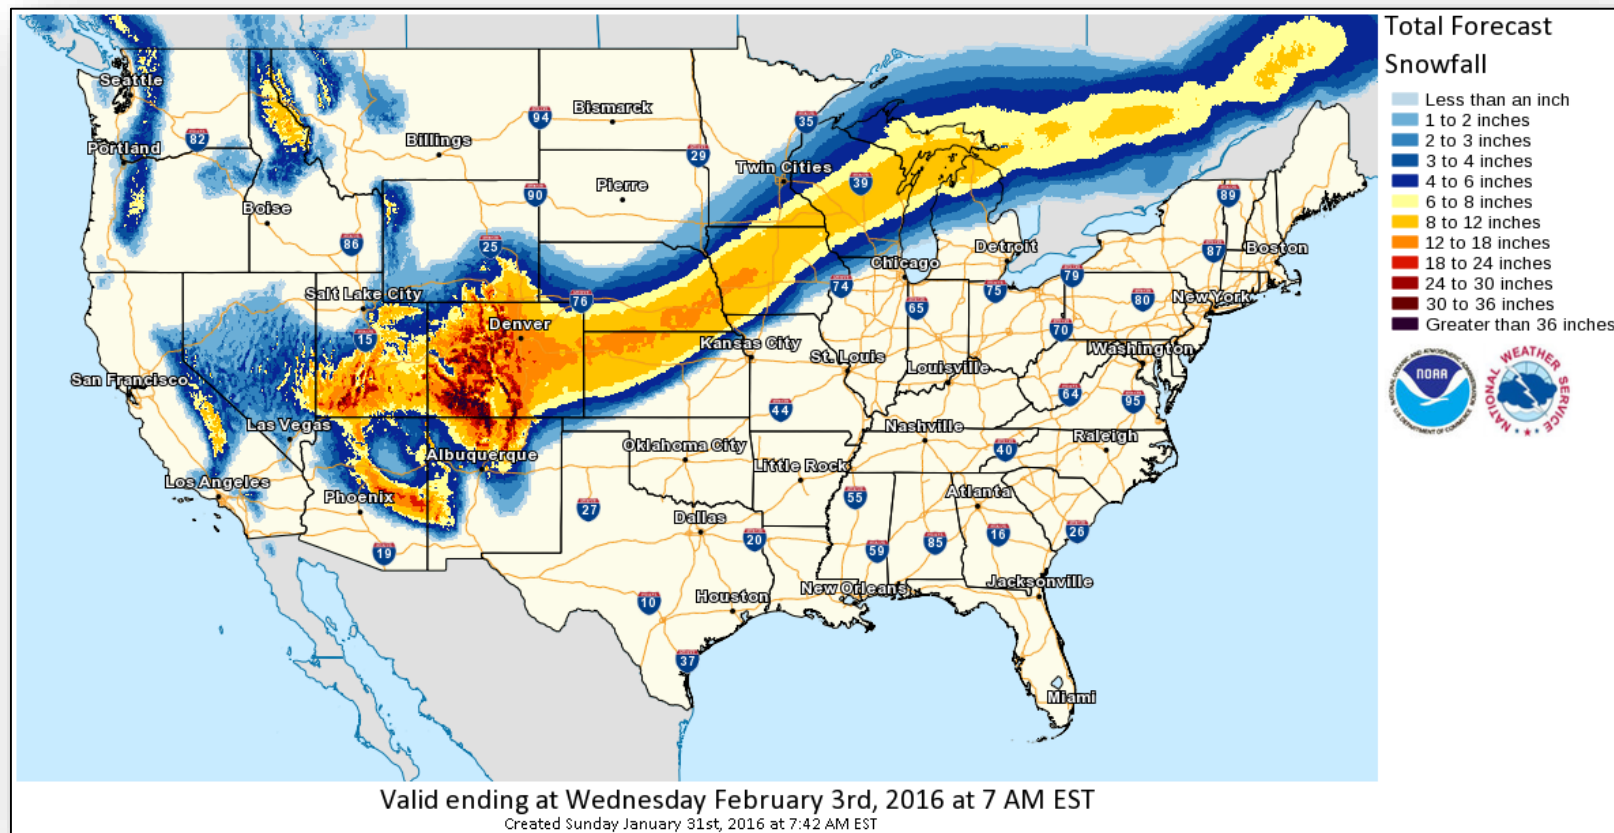 Total Forecast
Snowfall
Less than an inch
1 to 2 inches
2 to 3 inches
3 to 4 inches
4 to 6 inches
6 to 8 inches
8 to 12 inches
12 to 18 inches
18 to 24 inches
24 to 30 inches
30 to 36 inches
Greater than 36 inches
NOAA
NATIONAL WEATHER SERVICE
Seattle
Portland
82
Billings
94
Bismarck
29
35
Twin Cities
39
Pierre
90
Boise
86
25
89
87
Boston
Detroit
Chicago
74
65
75
79
80
New York
Salt Lake City
15
Denver
76
Kansas City
St. Louis
Louisville
70
Washington
San Francisco
Las Vegas
Albuquerque
Oklahoma City
44
Little Rock
Nashville
64
95
40
Raleigh
Los Angeles
Phoenix
19
27
Dallas
20
55
59
85
Atlanta
16
26
10
Houston
New Orleans
Jacksonville
37
Miami
Valid ending at Wednesday February 3rd, 2016 at 7 AM EST
Created Sunday January 31st, 2016 at 7:42 AM EST